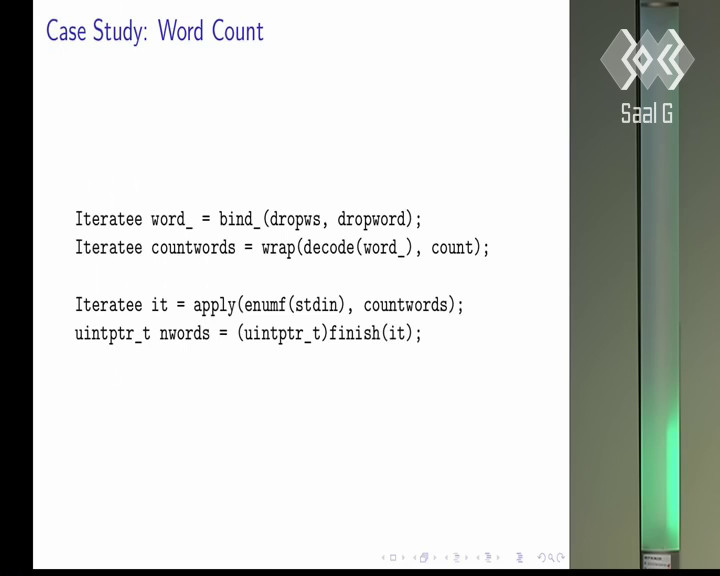 Case Study: Word Count
Saal G
Iteratee word_ = bind_(dropws, dropword);
Iteratee countwords = wrap(decode(word_), count);
Iteratee it = apply(enumf(stdin), countwords);
uintptr_t nwords = (uintptr_t)finish(it);